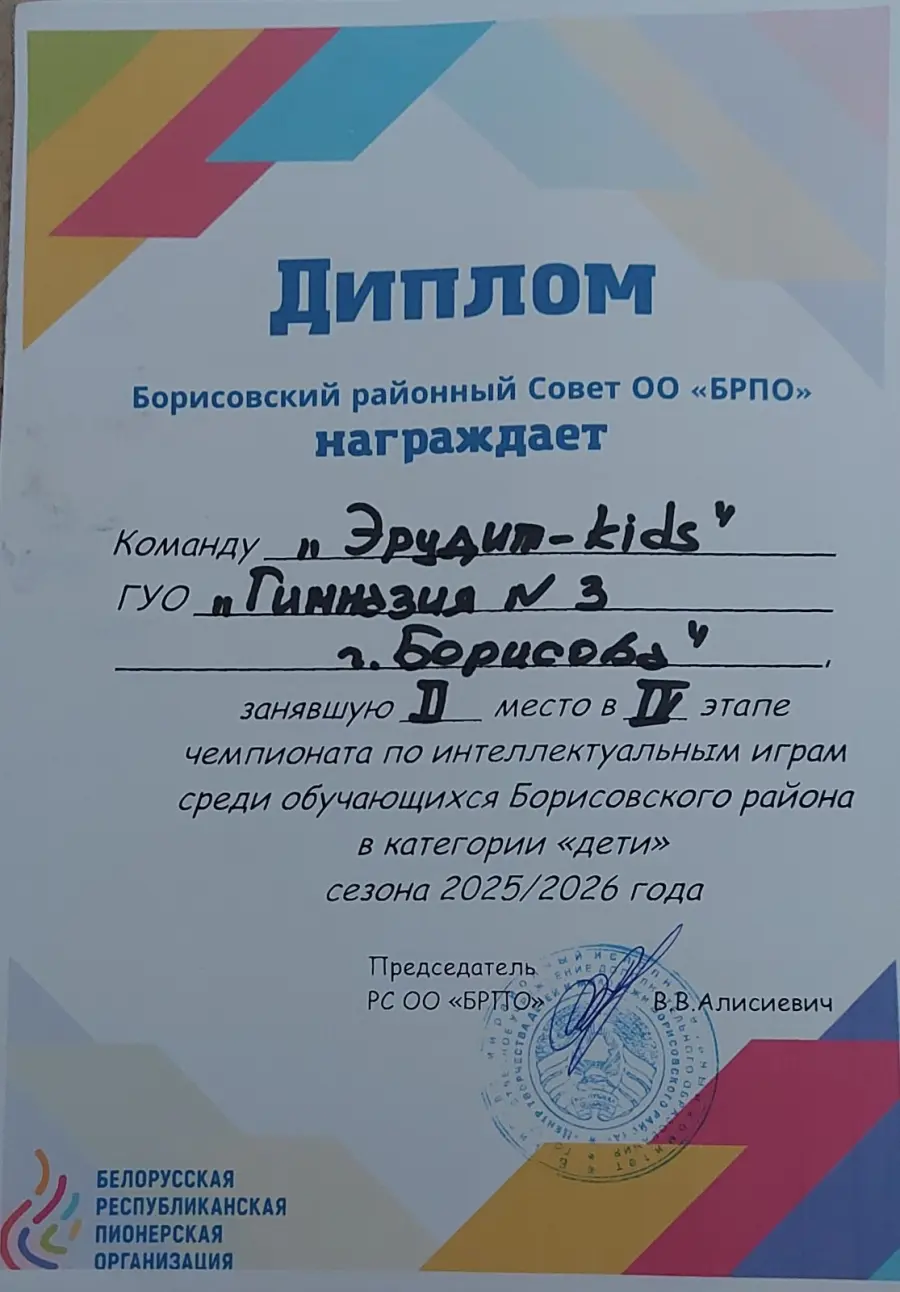 Диплом
Борисовский районный Совет ОО «БРПО»
награждает
Команду „Эрудит-kids"
ГУО „Гимназия N 3
г. Борисова",
занявшую II место в IV этапе
чемпионата по интеллектуальным играм
среди обучающихся Борисовского района
в категории «дети»
сезона 2025/2026 года
Председатель
РС ОО «БРПО» В.В.Алисиевич
БЕЛОРУССКАЯ
РЕСПУБЛИКАНСКАЯ
ПИОНЕРСКАЯ
ОРГАНИЗАЦИЯ